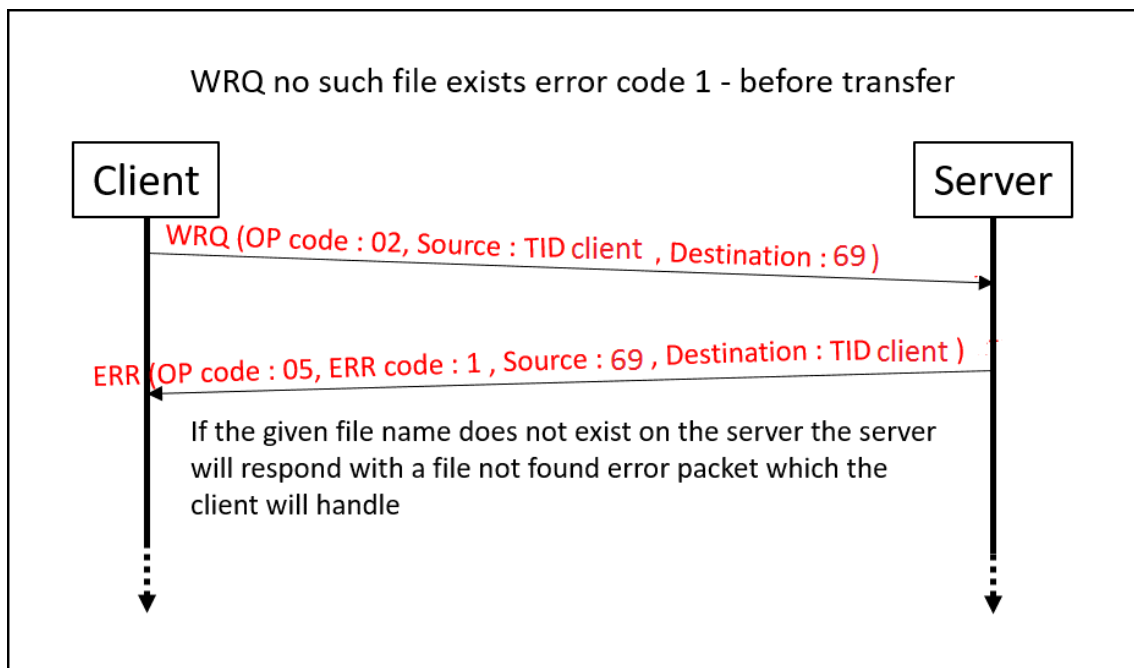 WRQ no such file exists error code 1 - before transfer
Client
Server
WRQ (OP code : 02, Source : TID client , Destination : 69 )
ERR (OP code : 05, ERR code : 1 , Source : 69 , Destination : TID client )
If the given file name does not exist on the server the server
will respond with a file not found error packet which the
client will handle